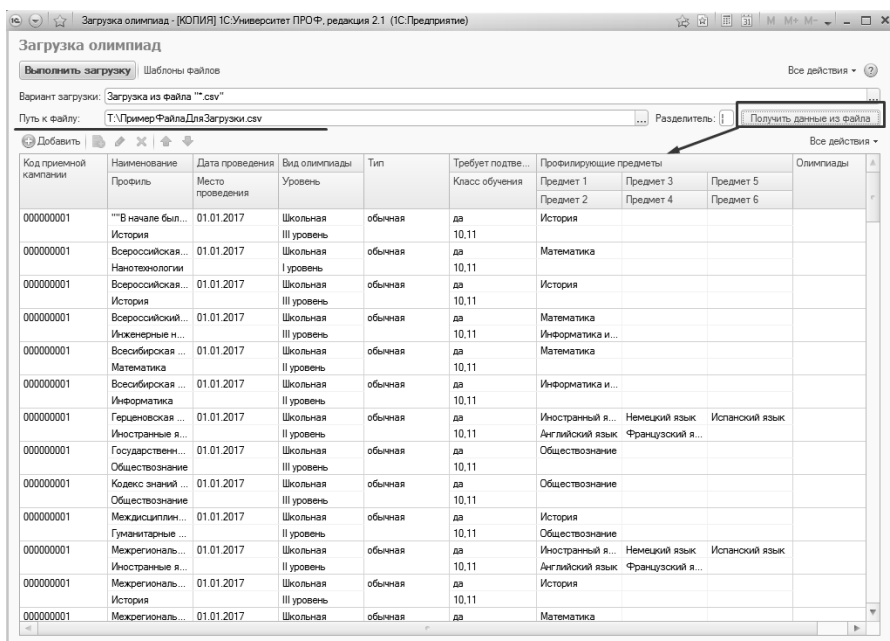 Загрузка олимпиад - [КОПИЯ] 1С:Университет ПРОФ, редакция 2.1 (1С:Предприятие) M M+ M-
Загрузка олимпиад
Выполнить загрузку Шаблоны файлов Все действия
Вариант загрузки: Загрузка из файла "*.csv" ...
Путь к файлу: T:\ПримерФайлаДляЗагрузки.csv ... Разделитель: Получить данные из файла
Добавить Все действия
Код приемной кампании Наименование Дата проведения Вид олимпиады Тип Требует подтве... Профилирующие предметы Олимпиады
Профиль Место проведения Уровень Класс обучения Предмет 1 Предмет 3 Предмет 5
Предмет 2 Предмет 4 Предмет 6
000000001 """В начале был... 01.01.2017 Школьная обычная да История
История III уровень 10,11
000000001 Всероссийская... 01.01.2017 Школьная обычная да Математика
Нанотехнологии I уровень 10,11
000000001 Всероссийская... 01.01.2017 Школьная обычная да История
История III уровень 10,11
000000001 Всероссийский... 01.01.2017 Школьная обычная да Математика
Инженерные н... III уровень 10,11 Информатика и...
000000001 Всесибирская ... 01.01.2017 Школьная обычная да Математика
Математика II уровень 10,11
000000001 Всесибирская ... 01.01.2017 Школьная обычная да Информатика и...
Информатика II уровень 10,11
000000001 Герценовская ... 01.01.2017 Школьная обычная да Иностранный я... Немецкий язык Испанский язык
Иностранные я... II уровень 10,11 Английский язык Французский я...
000000001 Государственн... 01.01.2017 Школьная обычная да Обществознание
Обществознание III уровень 10,11
000000001 Кодекс знаний ... 01.01.2017 Школьная обычная да Обществознание
Обществознание III уровень 10,11
000000001 Междисциплин... 01.01.2017 Школьная обычная да История
Гуманитарные ... II уровень 10,11 Обществознание
000000001 Межрегиональ... 01.01.2017 Школьная обычная да Иностранный я... Немецкий язык Испанский язык
Иностранные я... II уровень 10,11 Английский язык Французский я...
000000001 Межрегиональ... 01.01.2017 Школьная обычная да История
История III уровень 10,11
000000001 Межрегиональ... 01.01.2017 Школьная обычная да Математика